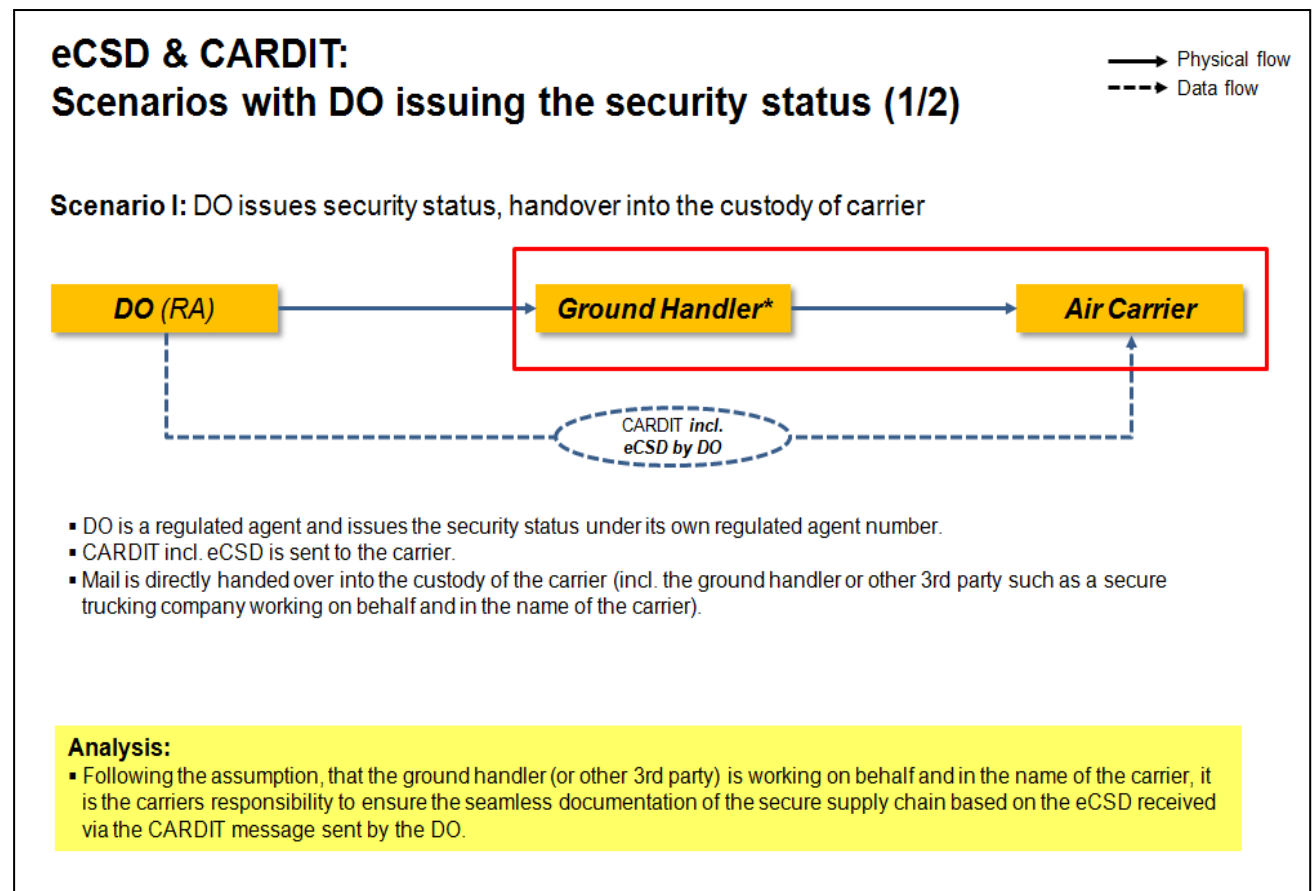 eCSD & CARDIT:
Scenarios with DO issuing the security status (1/2)
Physical flow
Data flow
Scenario I: DO issues security status, handover into the custody of carrier
DO (RA)
Ground Handler*
Air Carrier
CARDIT incl.
eCSD by DO
▪ DO is a regulated agent and issues the security status under its own regulated agent number.
▪ CARDIT incl. eCSD is sent to the carrier.
▪ Mail is directly handed over into the custody of the carrier (incl. the ground handler or other 3rd party such as a secure
trucking company working on behalf and in the name of the carrier).
Analysis:
▪ Following the assumption, that the ground handler (or other 3rd party) is working on behalf and in the name of the carrier, it
is the carriers responsibility to ensure the seamless documentation of the secure supply chain based on the eCSD received
via the CARDIT message sent by the DO.